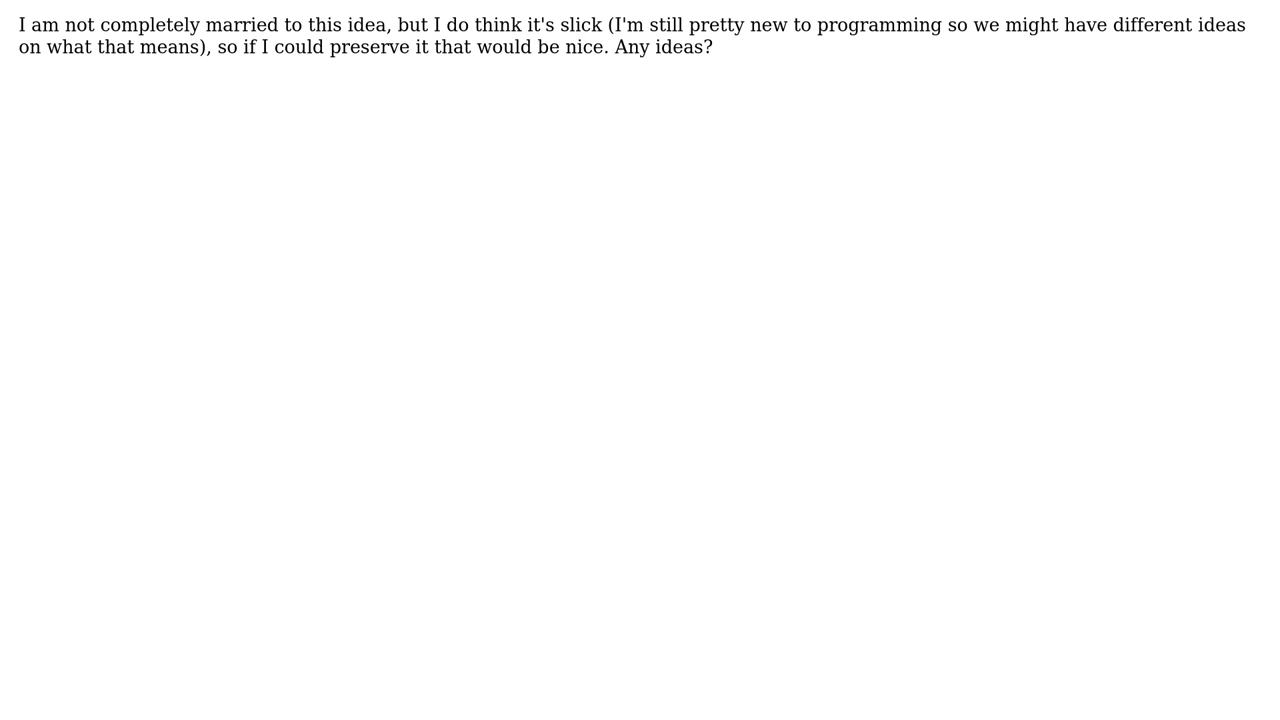 I am not completely married to this idea, but I do think it's slick (I'm still pretty new to programming so we might have different ideas
on what that means), so if I could preserve it that would be nice. Any ideas?